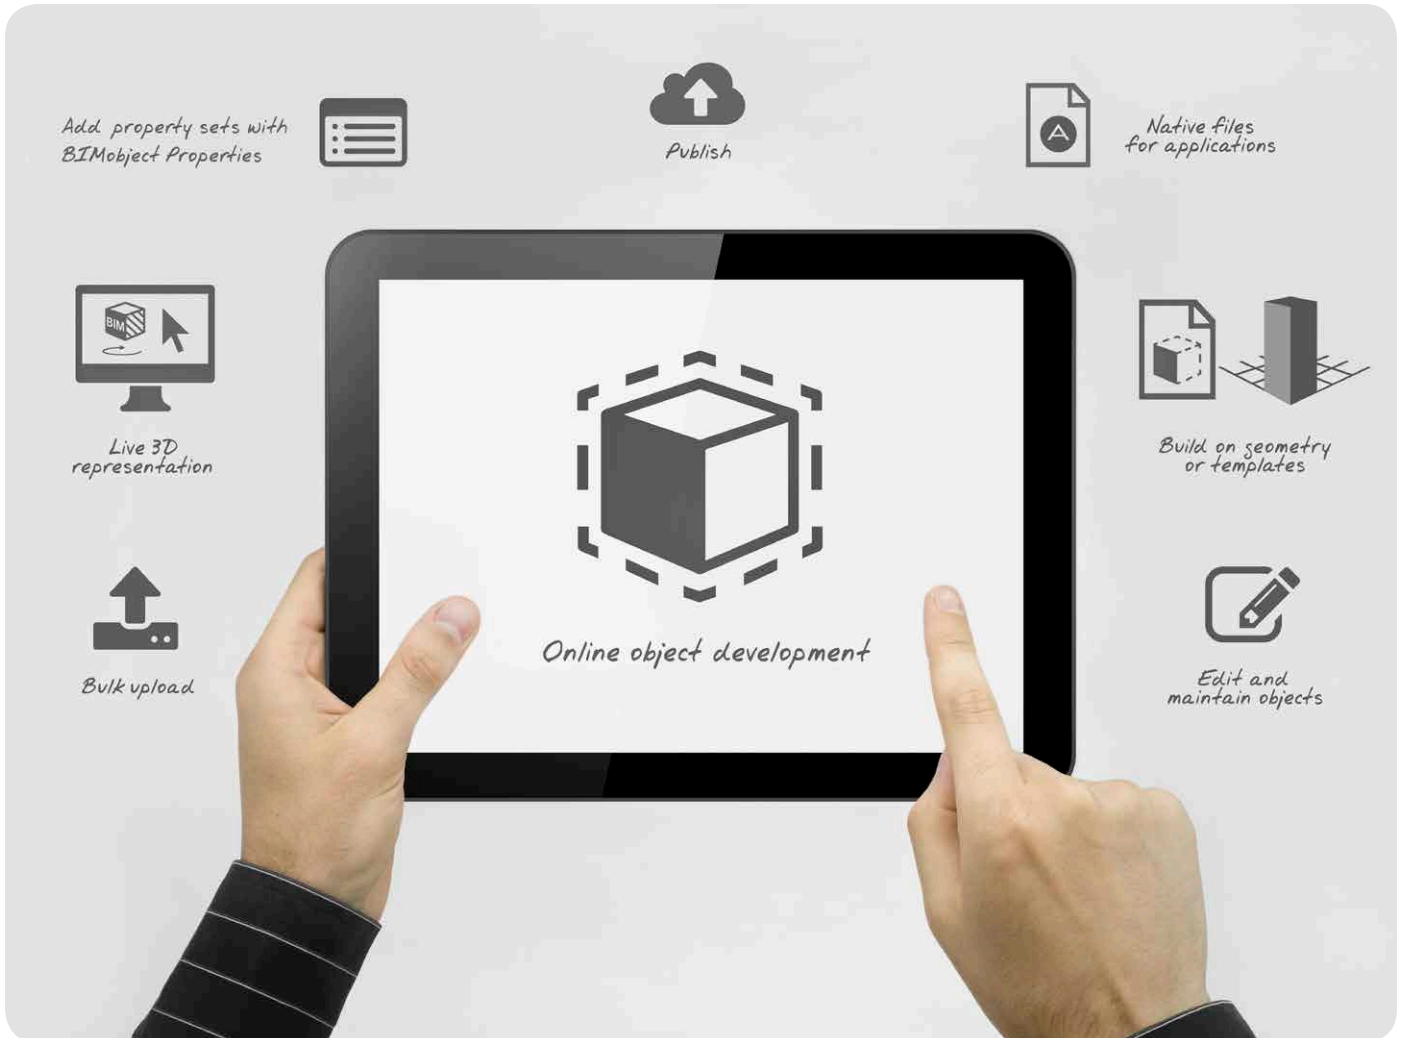 Add property sets with
BIMobject Properties
Publish
A
Native files
for applications
BIM
Live 3D
representation
Build on geometry
or templates
Online object development
Bulk upload
Edit and
maintain objects